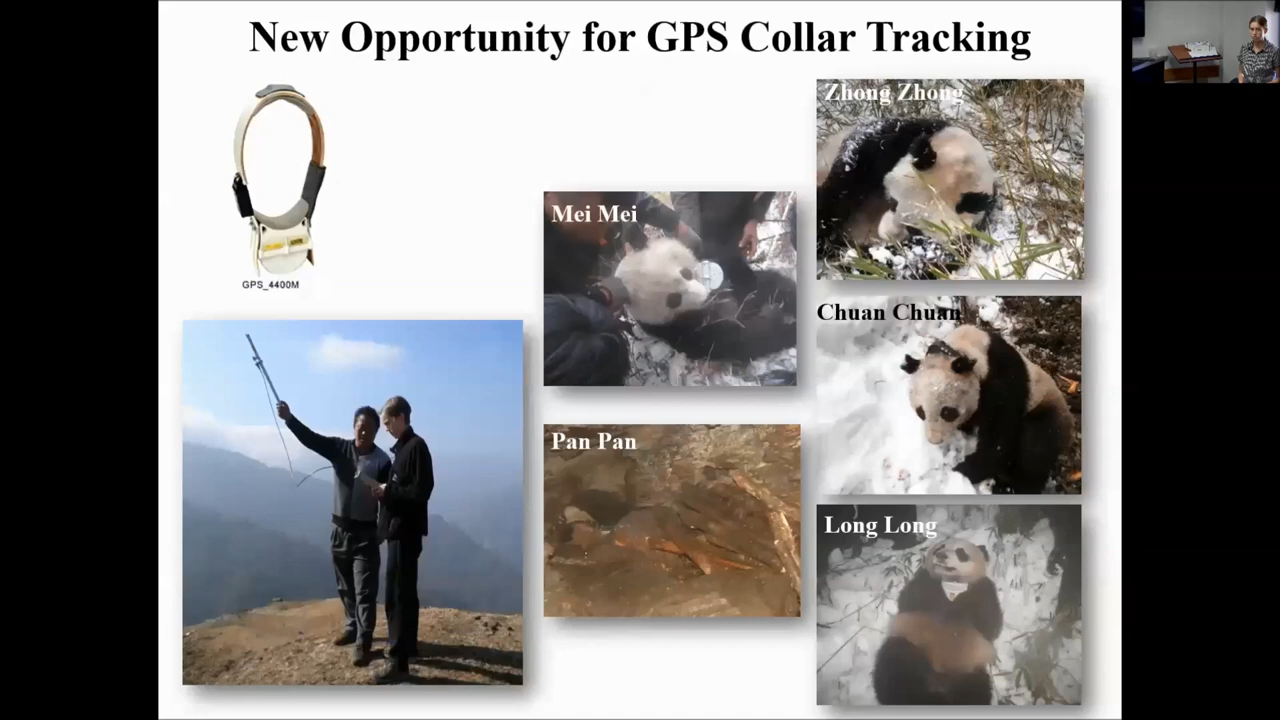 New Opportunity for GPS Collar Tracking
GPS_4400M
Mei Mei
Pan Pan
Zhong Zhong
Chuan Chuan
Long Long